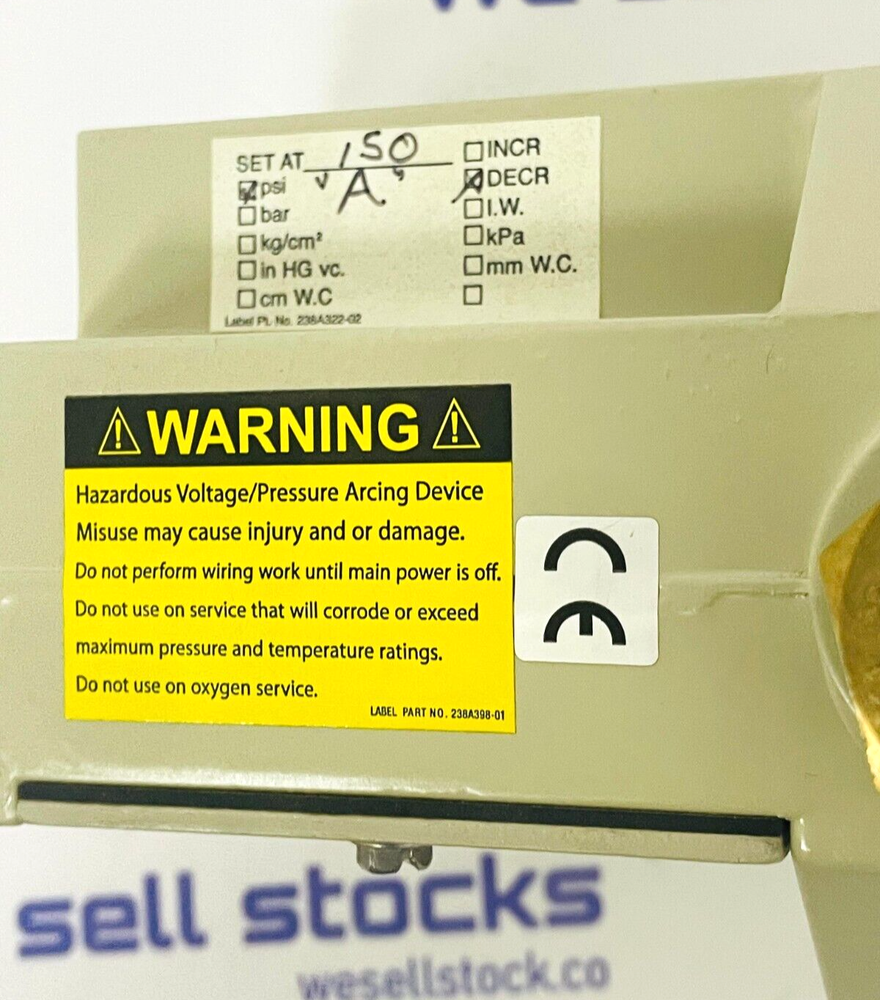 SET AT 150
"A"
psi
bar
kg/cm²
in HG vc.
cm W.C
INCR
DECR
I.W.
kPa
mm W.C.
Label Pt. No. 238A322-02
WARNING
Hazardous Voltage/Pressure Arcing Device
Misuse may cause injury and or damage.
Do not perform wiring work until main power is off.
Do not use on service that will corrode or exceed
maximum pressure and temperature ratings.
Do not use on oxygen service.
LABEL PART NO. 238A398-01
CE
sell stocks
wesellstock.co